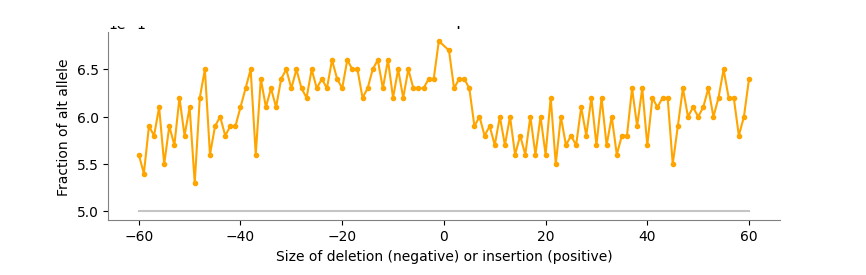 6.5
6.0
5.5
5.0
Fraction of alt allele
−60 −40 −20 0 20 40 60
Size of deletion (negative) or insertion (positive)